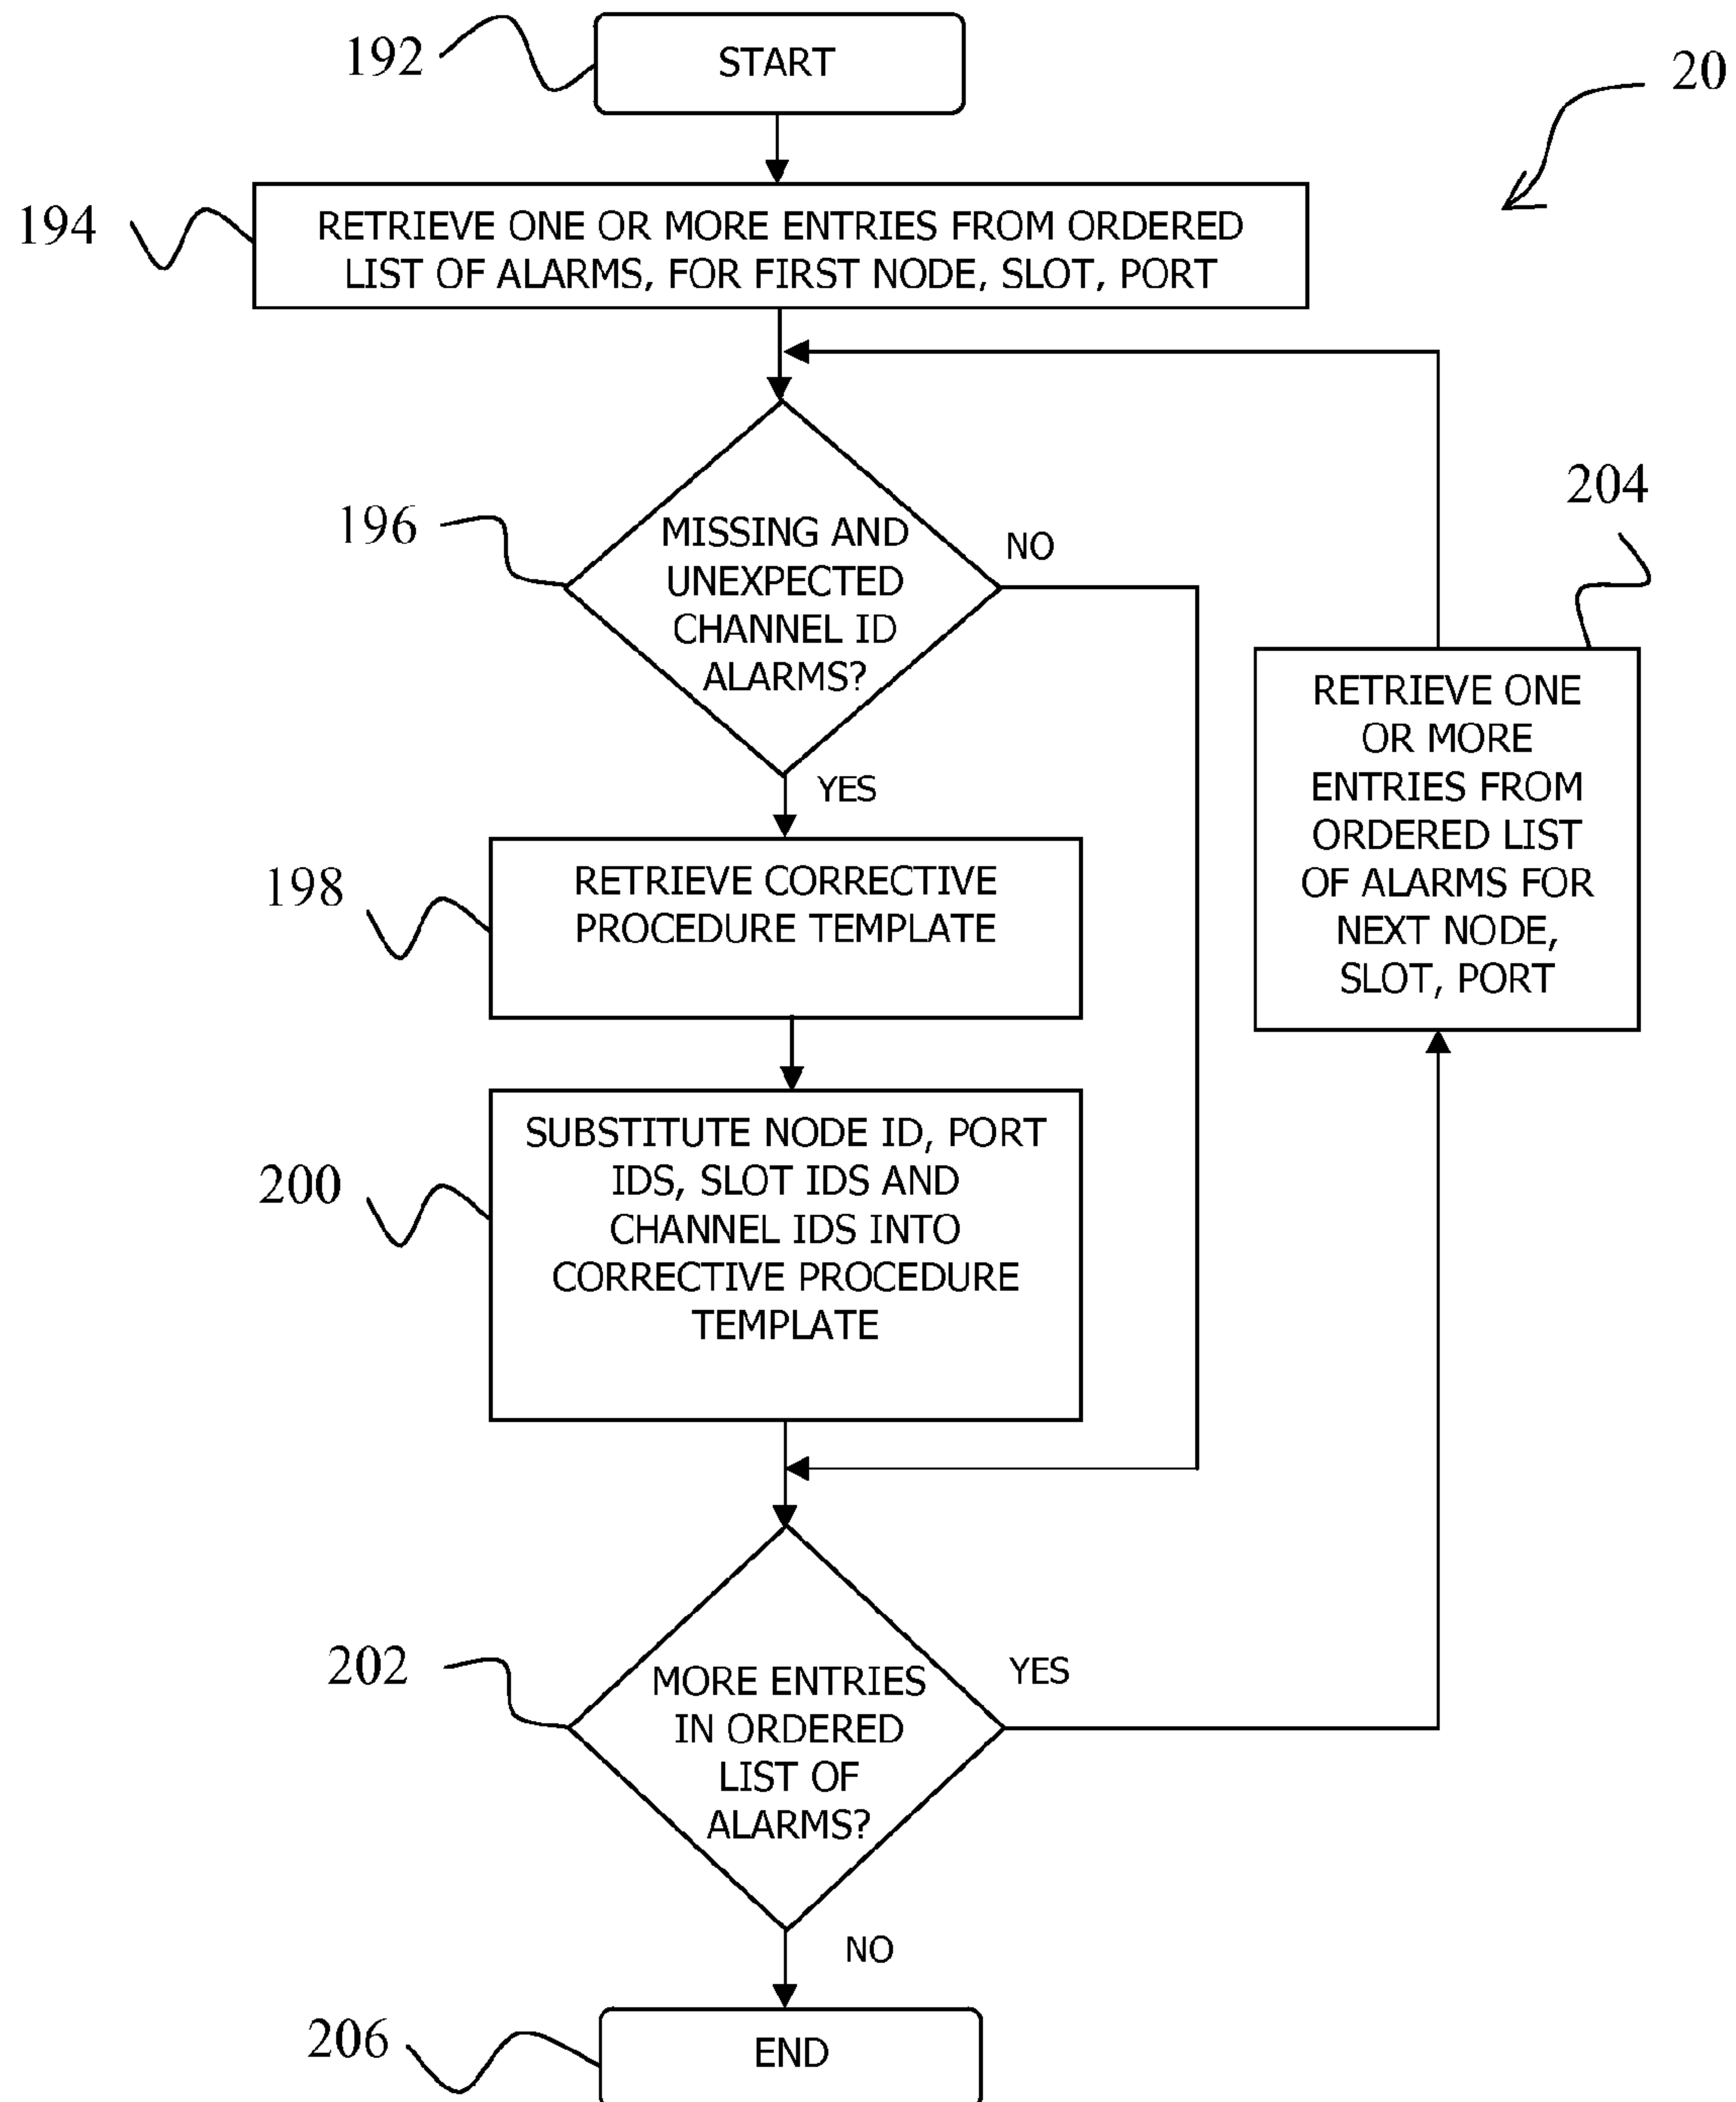 192
START
20
194
RETRIEVE ONE OR MORE ENTRIES FROM ORDERED
LIST OF ALARMS, FOR FIRST NODE, SLOT, PORT
196
MISSING AND
UNEXPECTED
CHANNEL ID
ALARMS?
NO
YES
204
RETRIEVE ONE
OR MORE
ENTRIES FROM
ORDERED LIST
OF ALARMS FOR
NEXT NODE,
SLOT, PORT
198
RETRIEVE CORRECTIVE
PROCEDURE TEMPLATE
200
SUBSTITUTE NODE ID, PORT
IDS, SLOT IDS AND
CHANNEL IDS INTO
CORRECTIVE PROCEDURE
TEMPLATE
202
MORE ENTRIES
IN ORDERED
LIST OF
ALARMS?
YES
NO
206
END